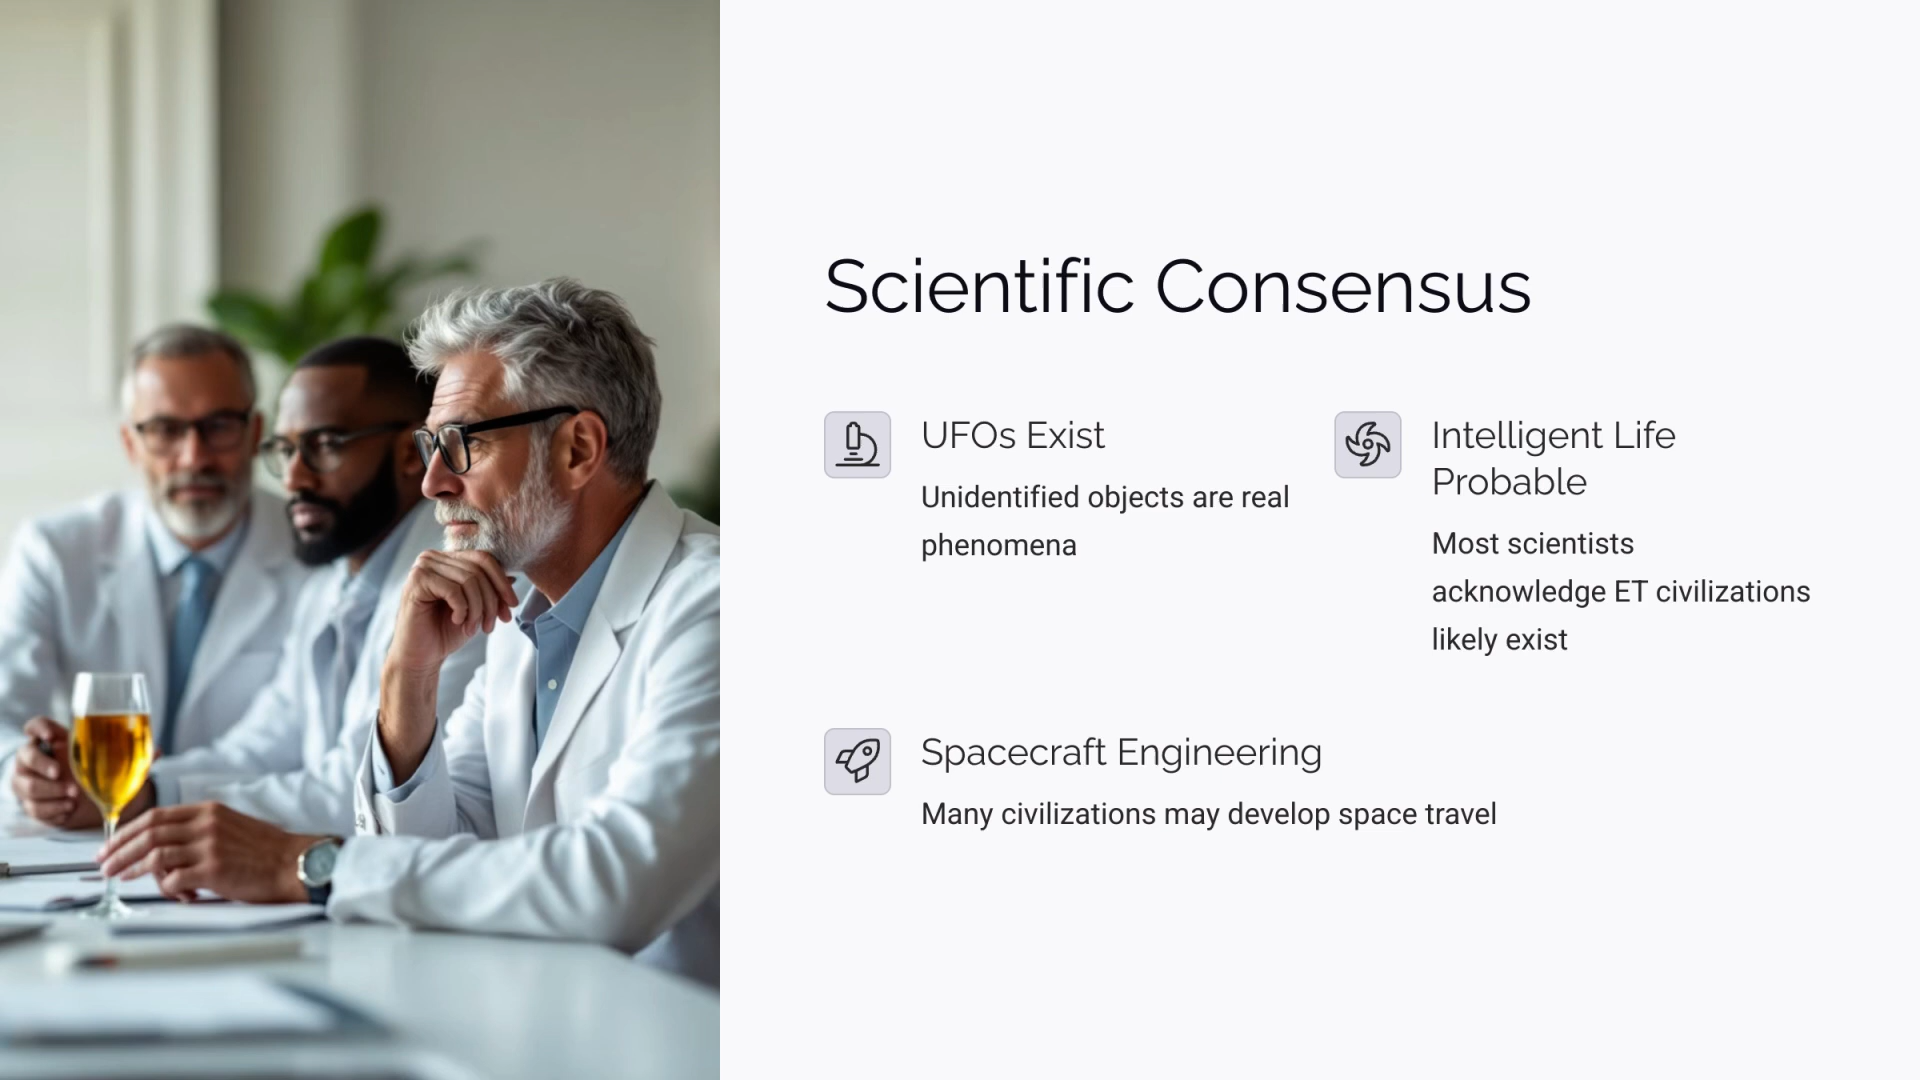 Scientific Consensus
UFOs Exist
Unidentified objects are real
phenomena
Intelligent Life
Probable
Most scientists
acknowledge ET civilizations
likely exist
Spacecraft Engineering
Many civilizations may develop space travel